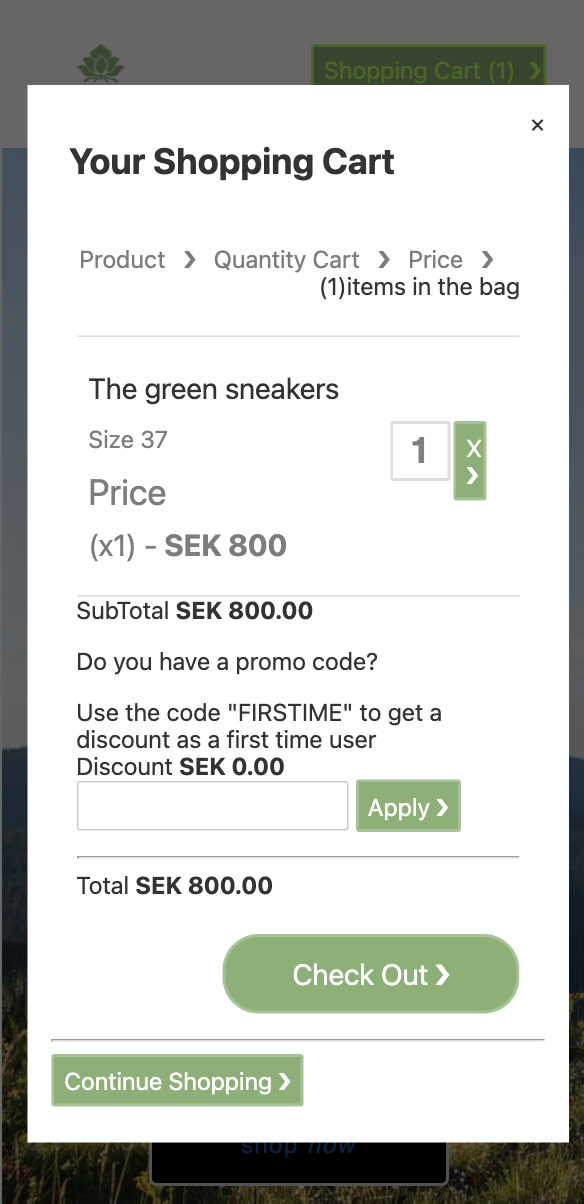 Shopping Cart (1) ❯
×
Your Shopping Cart
Product ❯ Quantity Cart ❯ Price ❯
(1)items in the bag
The green sneakers
Size 37
1
X
❯
Price
(x1) - SEK 800
SubTotal SEK 800.00
Do you have a promo code?
Use the code "FIRSTIME" to get a
discount as a first time user
Discount SEK 0.00
Apply ❯
Total SEK 800.00
Check Out ❯
Continue Shopping ❯
shop now